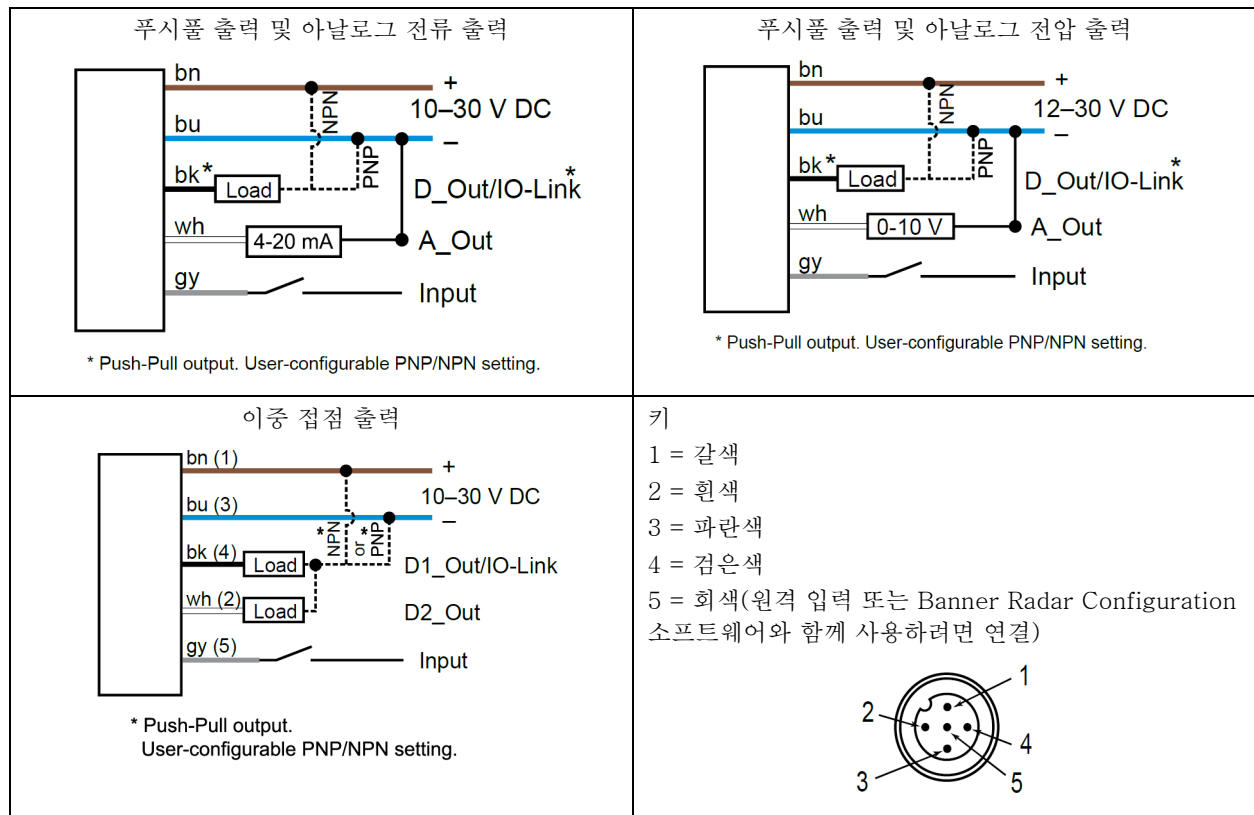 푸시풀 출력 및 아날로그 전류 출력
bn
+
NPN
10–30 V DC
bu
–
PNP
bk*
Load
D_Out/IO-Link*
wh
4-20 mA
A_Out
gy
Input
* Push-Pull output. User-configurable PNP/NPN setting.
푸시풀 출력 및 아날로그 전압 출력
bn
+
NPN
12–30 V DC
bu
–
PNP
bk*
Load
D_Out/IO-Link*
wh
0-10 V
A_Out
gy
Input
* Push-Pull output. User-configurable PNP/NPN setting.
이중 접점 출력
bn (1)
+
10–30 V DC
bu (3)
–
*NPN
or
*PNP
bk (4)
Load
D1_Out/IO-Link
wh (2)
Load
D2_Out
gy (5)
Input
* Push-Pull output.
User-configurable PNP/NPN setting.
키
1 = 갈색
2 = 흰색
3 = 파란색
4 = 검은색
5 = 회색(원격 입력 또는 Banner Radar Configuration
소프트웨어와 함께 사용하려면 연결)
1
2
4
3
5